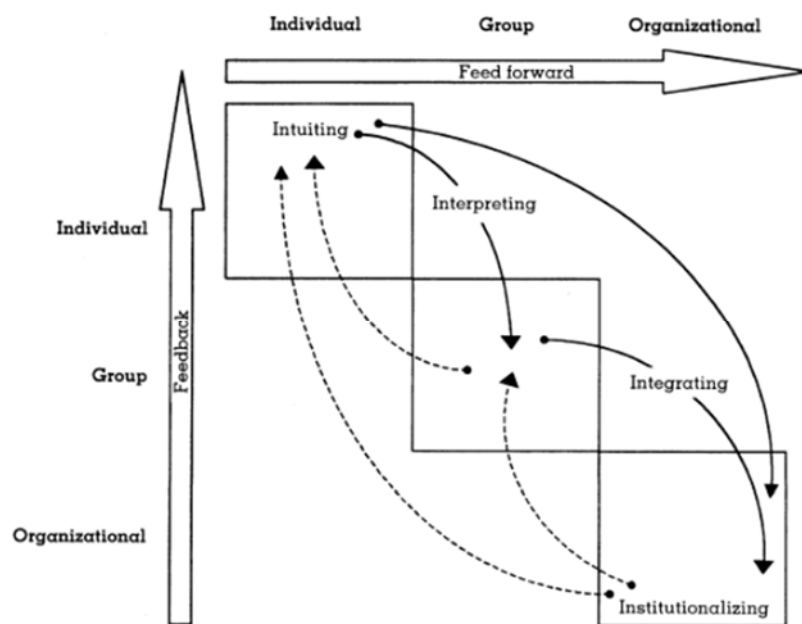 Individual Group Organizational
Feed forward
Intuiting
Interpreting
Individual
Feedback
Group
Integrating
Organizational
Institutionalizing